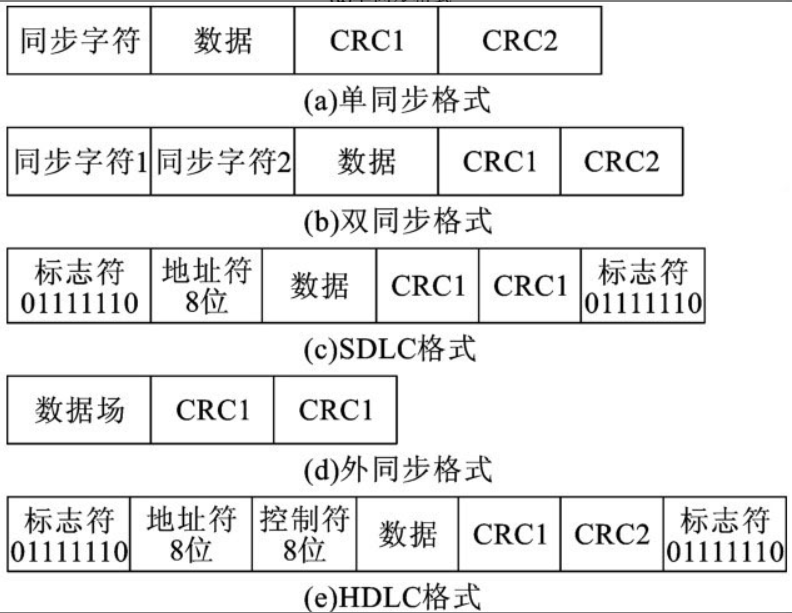 同步字符 数据 CRC1 CRC2
(a)单同步格式
同步字符1 同步字符2 数据 CRC1 CRC2
(b)双同步格式
标志符 地址符 数据 CRC1 CRC1 标志符
01111110 8位 01111110
(c)SDLC格式
数据场 CRC1 CRC1
(d)外同步格式
标志符 地址符 控制符 数据 CRC1 CRC2 标志符
01111110 8位 8位 01111110
(e)HDLC格式